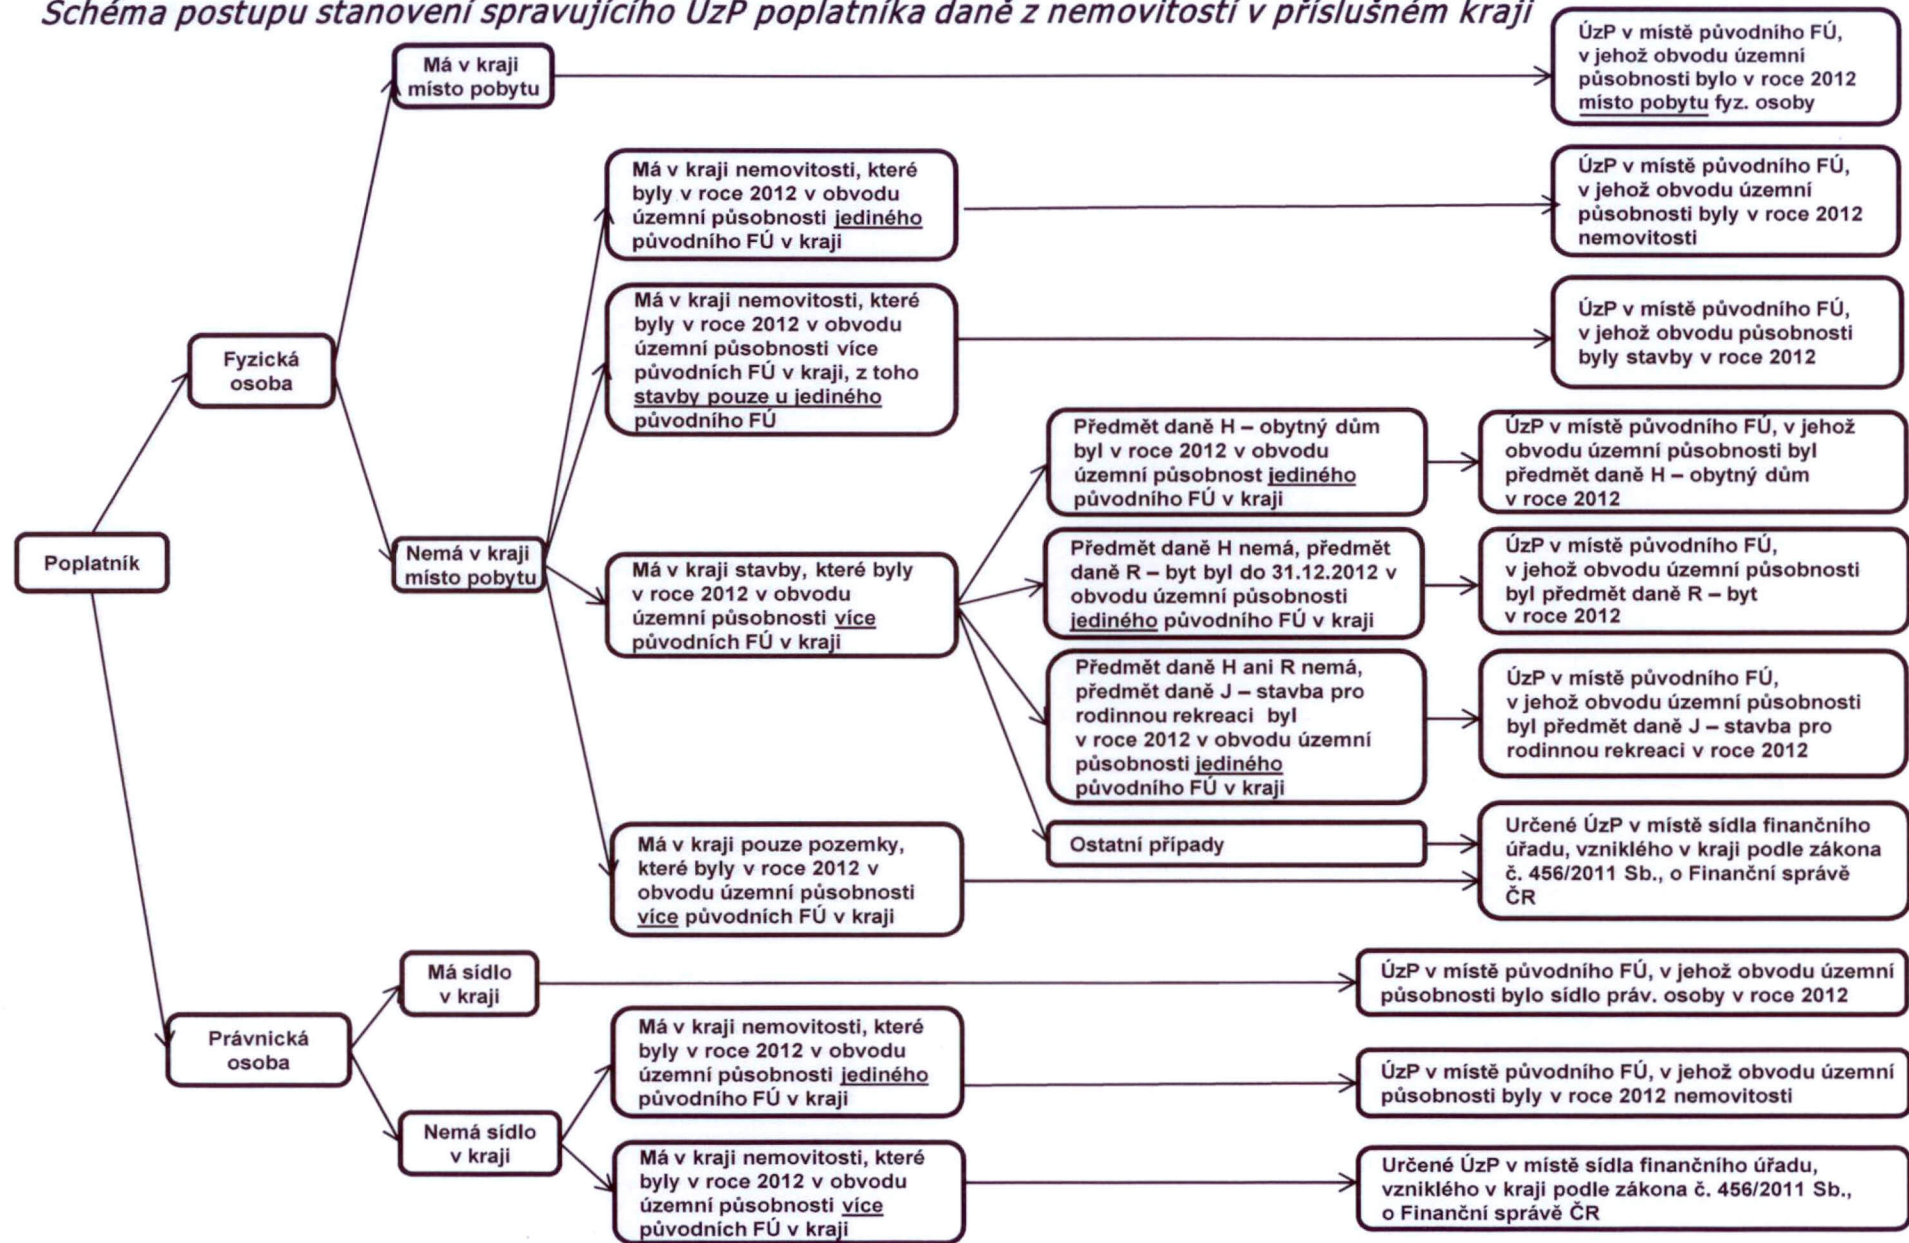 Schéma postupu stanovení spravujícího ÚzP poplatníka daně z nemovitostí v příslušném kraji
Poplatník
Fyzická
osoba
Má v kraji
místo pobytu
ÚzP v místě původního FÚ,
v jehož obvodu územní
působnosti bylo v roce 2012
místo pobytu fyz. osoby
Nemá v kraji
místo pobytu
Má v kraji nemovitosti, které
byly v roce 2012 v obvodu
územní působnosti jediného
původního FÚ v kraji
ÚzP v místě původního FÚ,
v jehož obvodu územní
působnosti byly v roce 2012
nemovitosti
Má v kraji nemovitosti, které
byly v roce 2012 v obvodu
územní působnosti více
původních FÚ v kraji, z toho
stavby pouze u jediného
původního FÚ
ÚzP v místě původního FÚ,
v jehož obvodu působnosti
byly stavby v roce 2012
Má v kraji stavby, které byly
v roce 2012 v obvodu
územní působnosti více
původních FÚ v kraji
Předmět daně H – obytný dům
byl v roce 2012 v obvodu
územní působnost jediného
původního FÚ v kraji
ÚzP v místě původního FÚ, v jehož
obvodu územní působnosti byl
předmět daně H – obytný dům
v roce 2012
Předmět daně H nemá, předmět
daně R – byt byl do 31.12.2012 v
obvodu územní působnosti
jediného původního FÚ v kraji
ÚzP v místě původního FÚ,
v jehož obvodu územní působnosti
byl předmět daně R – byt
v roce 2012
Předmět daně H ani R nemá,
předmět daně J – stavba pro
rodinnou rekreaci byl
v roce 2012 v obvodu územní
působnosti jediného
původního FÚ v kraji
ÚzP v místě původního FÚ,
v jehož obvodu územní působnosti
byl předmět daně J – stavba pro
rodinnou rekreaci v roce 2012
Ostatní případy
Určené ÚzP v místě sídla finančního
úřadu, vzniklého v kraji podle zákona
č. 456/2011 Sb., o Finanční správě
ČR
Má v kraji pouze pozemky,
které byly v roce 2012 v
obvodu územní působnosti
více původních FÚ v kraji
Právnická
osoba
Má sídlo
v kraji
ÚzP v místě původního FÚ, v jehož obvodu územní
působnosti bylo sídlo práv. osoby v roce 2012
Nemá sídlo
v kraji
Má v kraji nemovitosti, které
byly v roce 2012 v obvodu
územní působnosti jediného
původního FÚ v kraji
ÚzP v místě původního FÚ, v jehož obvodu územní
působnosti byly v roce 2012 nemovitosti
Má v kraji nemovitosti, které
byly v roce 2012 v obvodu
územní působnosti více
původních FÚ v kraji
Určené ÚzP v místě sídla finančního úřadu,
vzniklého v kraji podle zákona č. 456/2011 Sb.,
o Finanční správě ČR